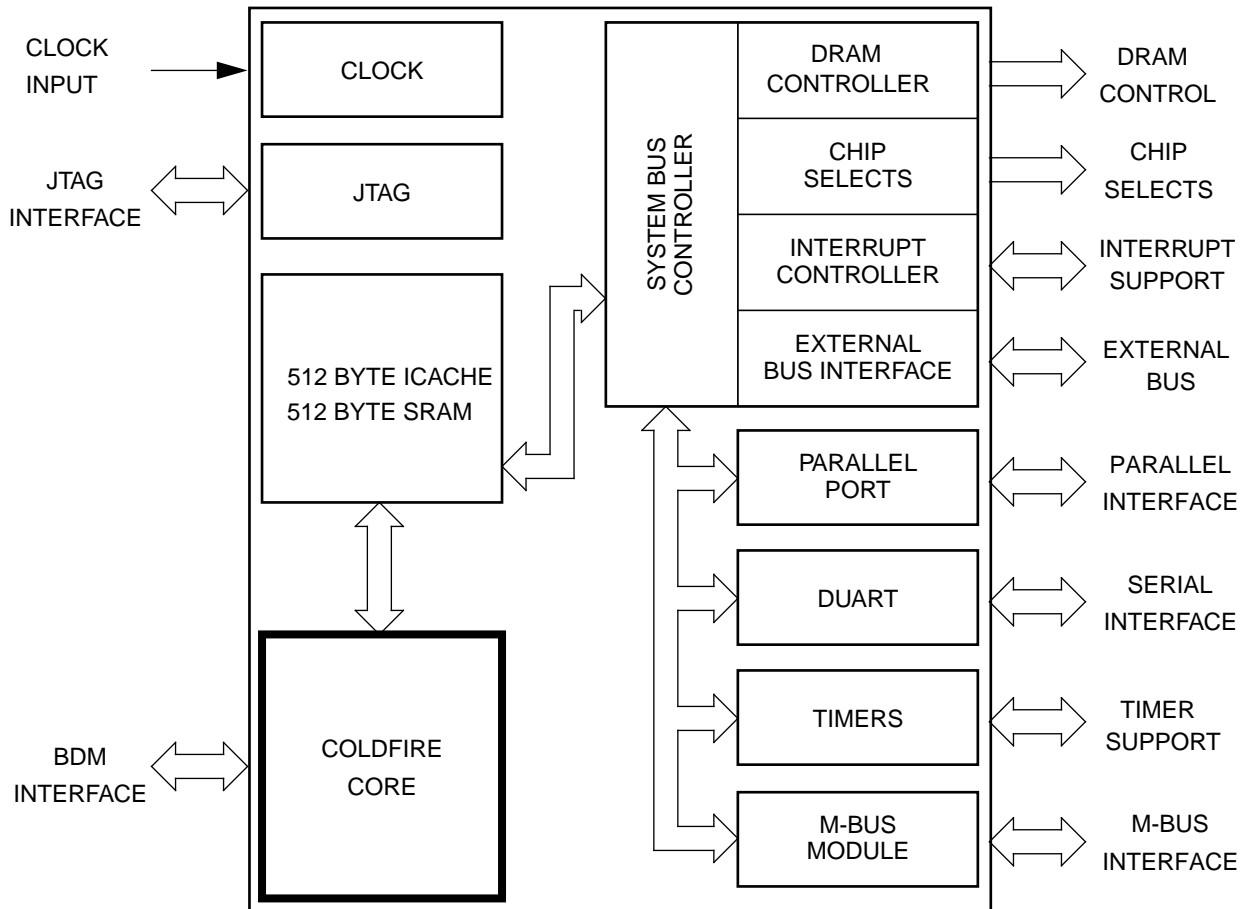 CLOCK
INPUT
CLOCK
JTAG
INTERFACE
JTAG
512 BYTE ICACHE
512 BYTE SRAM
BDM
INTERFACE
COLDFIRE
CORE
SYSTEM BUS
CONTROLLER
DRAM
CONTROLLER
DRAM
CONTROL
CHIP
SELECTS
CHIP
SELECTS
INTERRUPT
CONTROLLER
INTERRUPT
SUPPORT
EXTERNAL
BUS INTERFACE
EXTERNAL
BUS
PARALLEL
PORT
PARALLEL
INTERFACE
DUART
SERIAL
INTERFACE
TIMERS
TIMER
SUPPORT
M-BUS
MODULE
M-BUS
INTERFACE